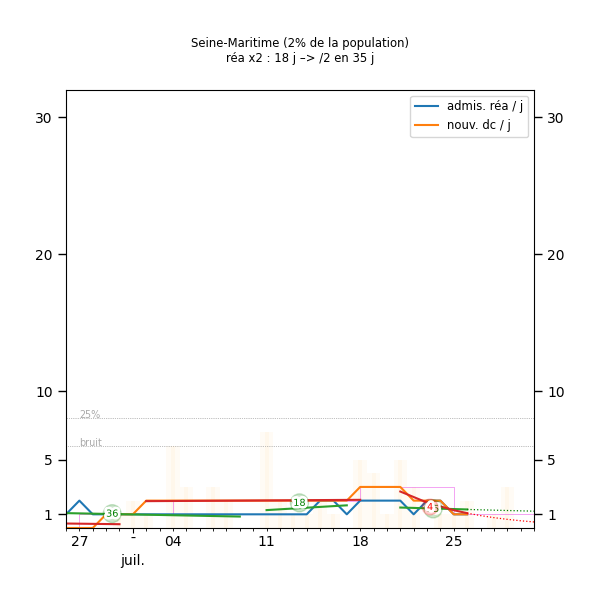 Seine-Maritime (2% de la population)
réa x2 : 18 j –> /2 en 35 j
admis. réa / j
nouv. dc / j
30 30
20 20
10 10
25%
bruit
5 5
1 1
36
18
4
27 - 04 11 18 25
juil.